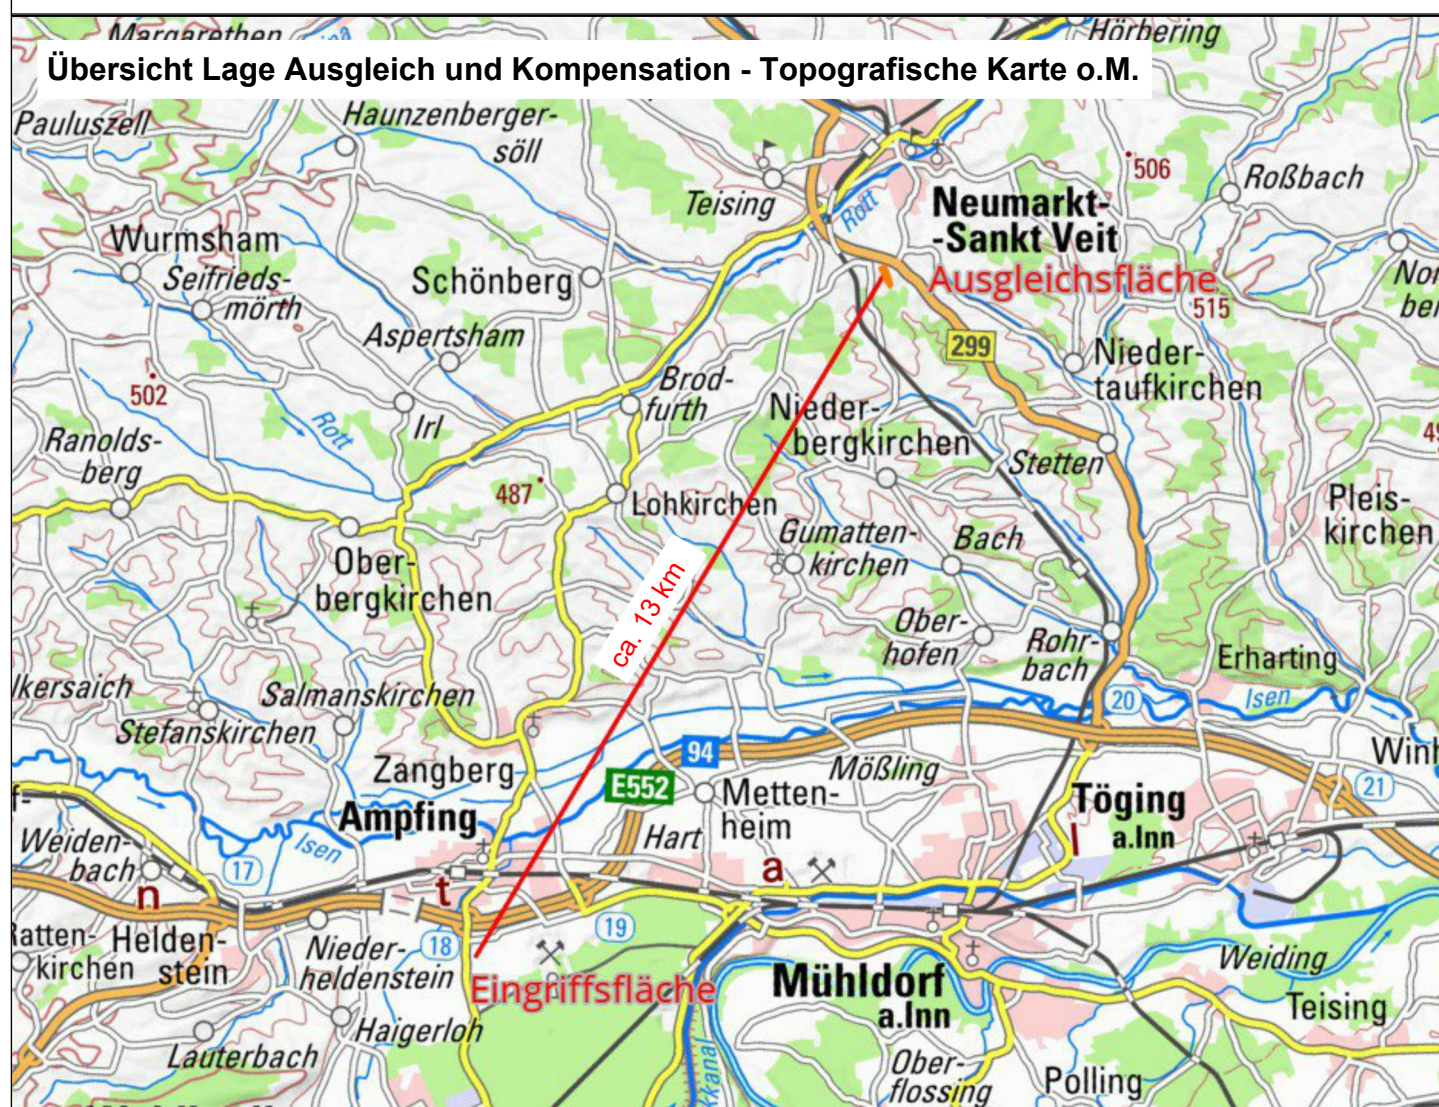 Margarethen
Hörbering
Übersicht Lage Ausgleich und Kompensation - Topografische Karte o.M.
Pauluszell
Haunzenberger-
söll
506
Roßbach
Teising
Rott
Neumarkt-
-Sankt Veit
Wurmsham
Seifrieds-
mörth
Schönberg
Ausgleichsfläche
515
Aspertsham
299
Nieder-
taufkirchen
502
Brod-
furth
Irl
Rott
Nieder-
bergkirchen
Ranolds-
berg
Stetten
487
Lohkirchen
Pleis-
kirchen
Gumatten-
kirchen
Bach
Ober-
bergkirchen
ca. 13 km
Ober-
hofen
Rohr-
bach
Erharting
lkersaich
Salmanskirchen
Stefanskirchen
20
Isen
94
Zangberg
Mößling
E552
Metten-
heim
21
Ampfing
Töging
a.Inn
Hart
Weiden-
bach
17
Isen
n
t
a
l
Helden-
stein
Nieder-
heldenstein
18
19
kirchen
Eingriffsfläche
Mühldorf
a.Inn
Weiding
Teising
Haigerloh
Lauterbach
Ober-
flossing
Polling